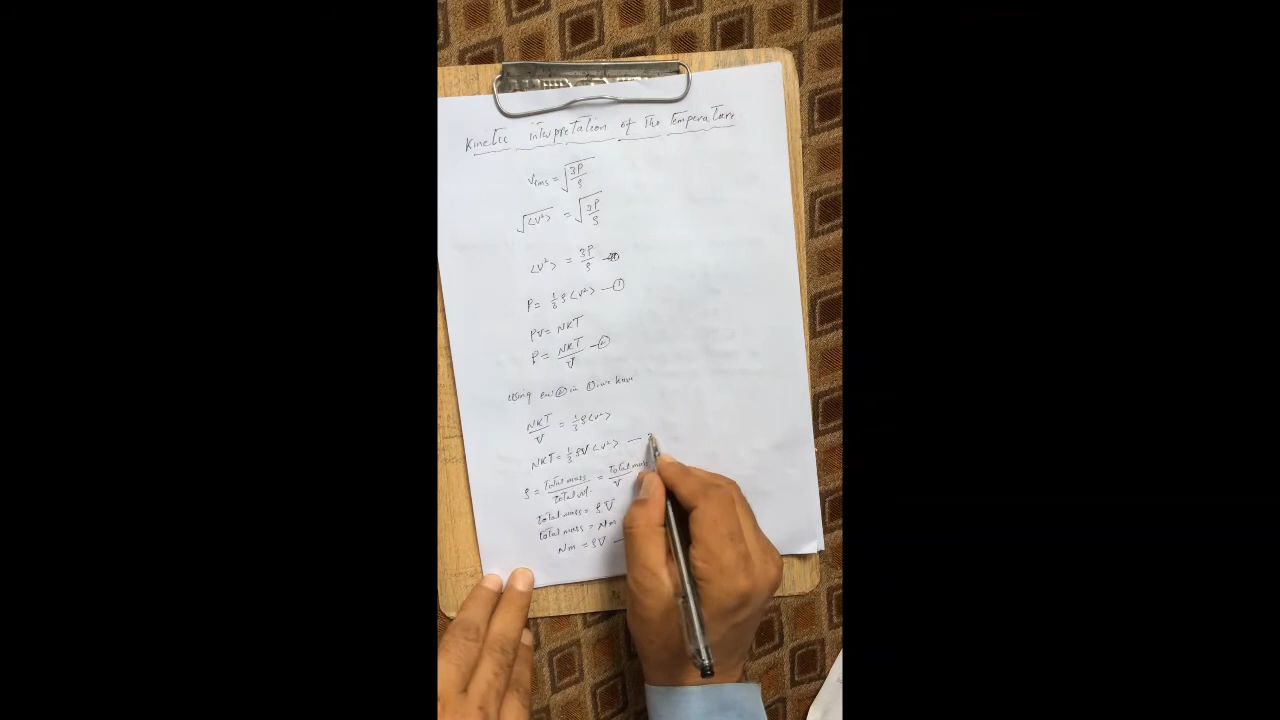 Kinetic interpretation of The Temperature
Vrms = √3P/ρ
√<V²> = √3P/ρ
<V²> = 3P/ρ
P = 1/3 ρ <V²> —①
PV = NKT
P = NKT/V —②
using eu ② in ① we have
NKT/V = 1/3 ρ <V²>
NKT = 1/3 ρV <V²> —
ρ = Total mass/Total vol. = Total mass/V
total mass = ρV
total mass = Nm
Nm = ρV —